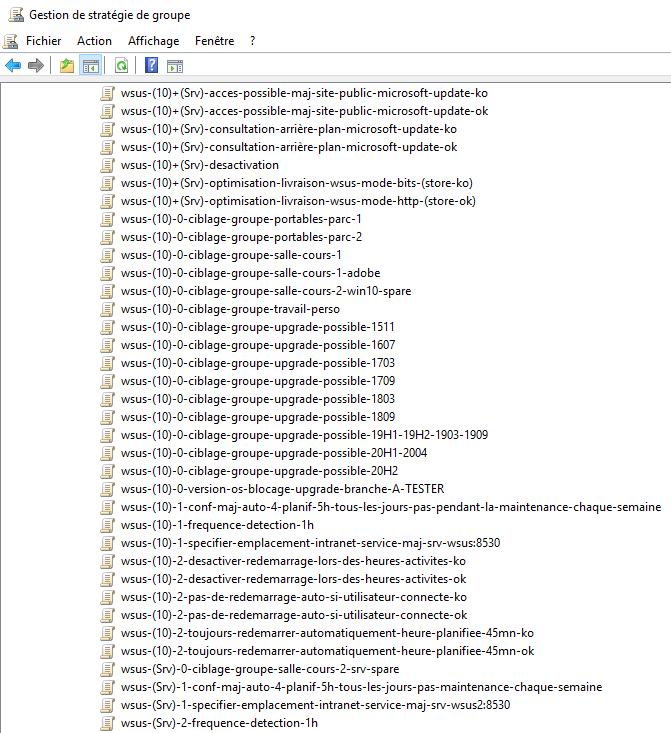 Gestion de stratégie de groupe
Fichier Action Affichage Fenêtre ?
wsus-(10)+(Srv)-acces-possible-maj-site-public-microsoft-update-ko
wsus-(10)+(Srv)-acces-possible-maj-site-public-microsoft-update-ok
wsus-(10)+(Srv)-consultation-arrière-plan-microsoft-update-ko
wsus-(10)+(Srv)-consultation-arrière-plan-microsoft-update-ok
wsus-(10)+(Srv)-desactivation
wsus-(10)+(Srv)-optimisation-livraison-wsus-mode-bits-(store-ko)
wsus-(10)+(Srv)-optimisation-livraison-wsus-mode-http-(store-ok)
wsus-(10)-0-ciblage-groupe-portables-parc-1
wsus-(10)-0-ciblage-groupe-portables-parc-2
wsus-(10)-0-ciblage-groupe-salle-cours-1
wsus-(10)-0-ciblage-groupe-salle-cours-1-adobe
wsus-(10)-0-ciblage-groupe-salle-cours-2-win10-spare
wsus-(10)-0-ciblage-groupe-travail-perso
wsus-(10)-0-ciblage-groupe-upgrade-possible-1511
wsus-(10)-0-ciblage-groupe-upgrade-possible-1607
wsus-(10)-0-ciblage-groupe-upgrade-possible-1703
wsus-(10)-0-ciblage-groupe-upgrade-possible-1709
wsus-(10)-0-ciblage-groupe-upgrade-possible-1803
wsus-(10)-0-ciblage-groupe-upgrade-possible-1809
wsus-(10)-0-ciblage-groupe-upgrade-possible-19H1-19H2-1903-1909
wsus-(10)-0-ciblage-groupe-upgrade-possible-20H1-2004
wsus-(10)-0-ciblage-groupe-upgrade-possible-20H2
wsus-(10)-0-version-os-blocage-upgrade-branche-A-TESTER
wsus-(10)-1-conf-maj-auto-4-planif-5h-tous-les-jours-pas-pendant-la-maintenance-chaque-semaine
wsus-(10)-1-frequence-detection-1h
wsus-(10)-1-specifier-emplacement-intranet-service-maj-srv-wsus:8530
wsus-(10)-2-desactiver-redemarrage-lors-des-heures-activites-ko
wsus-(10)-2-desactiver-redemarrage-lors-des-heures-activites-ok
wsus-(10)-2-pas-de-redemarrage-auto-si-utilisateur-connecte-ko
wsus-(10)-2-pas-de-redemarrage-auto-si-utilisateur-connecte-ok
wsus-(10)-2-toujours-redemarrer-automatiquement-heure-planifiee-45mn-ko
wsus-(10)-2-toujours-redemarrer-automatiquement-heure-planifiee-45mn-ok
wsus-(Srv)-0-ciblage-groupe-salle-cours-2-srv-spare
wsus-(Srv)-1-conf-maj-auto-4-planif-5h-tous-les-jours-pas-maintenance-chaque-semaine
wsus-(Srv)-1-specifier-emplacement-intranet-service-maj-srv-wsus2:8530
wsus-(Srv)-2-frequence-detection-1h